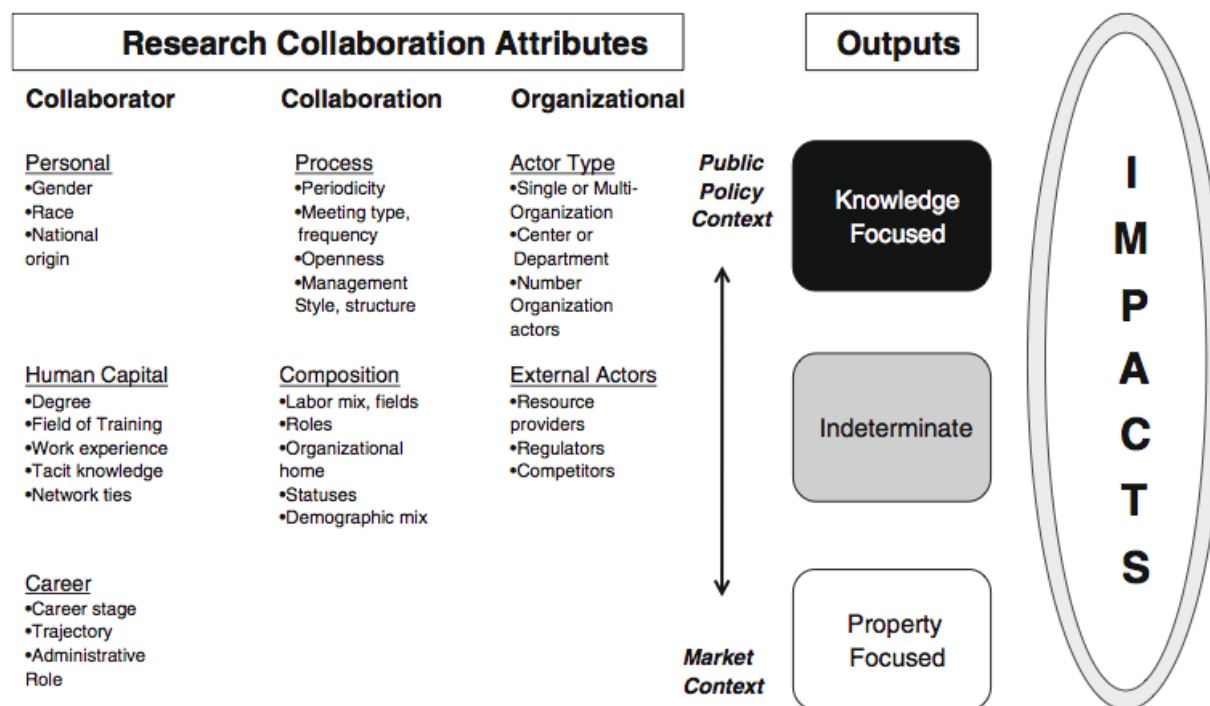 Research Collaboration Attributes
Outputs
Collaborator
Collaboration
Organizational
Personal
•Gender
•Race
•National
origin
Process
•Periodicity
•Meeting type,
frequency
•Openness
•Management
Style, structure
Actor Type
•Single or Multi-
Organization
•Center or
Department
•Number
Organization
actors
Human Capital
•Degree
•Field of Training
•Work experience
•Tacit knowledge
•Network ties
Composition
•Labor mix, fields
•Roles
•Organizational
home
•Statuses
•Demographic mix
External Actors
•Resource
providers
•Regulators
•Competitors
Career
•Career stage
•Trajectory
•Administrative
Role
Public
Policy
Context
Market
Context
Knowledge
Focused
Indeterminate
Property
Focused
I
M
P
A
C
T
S